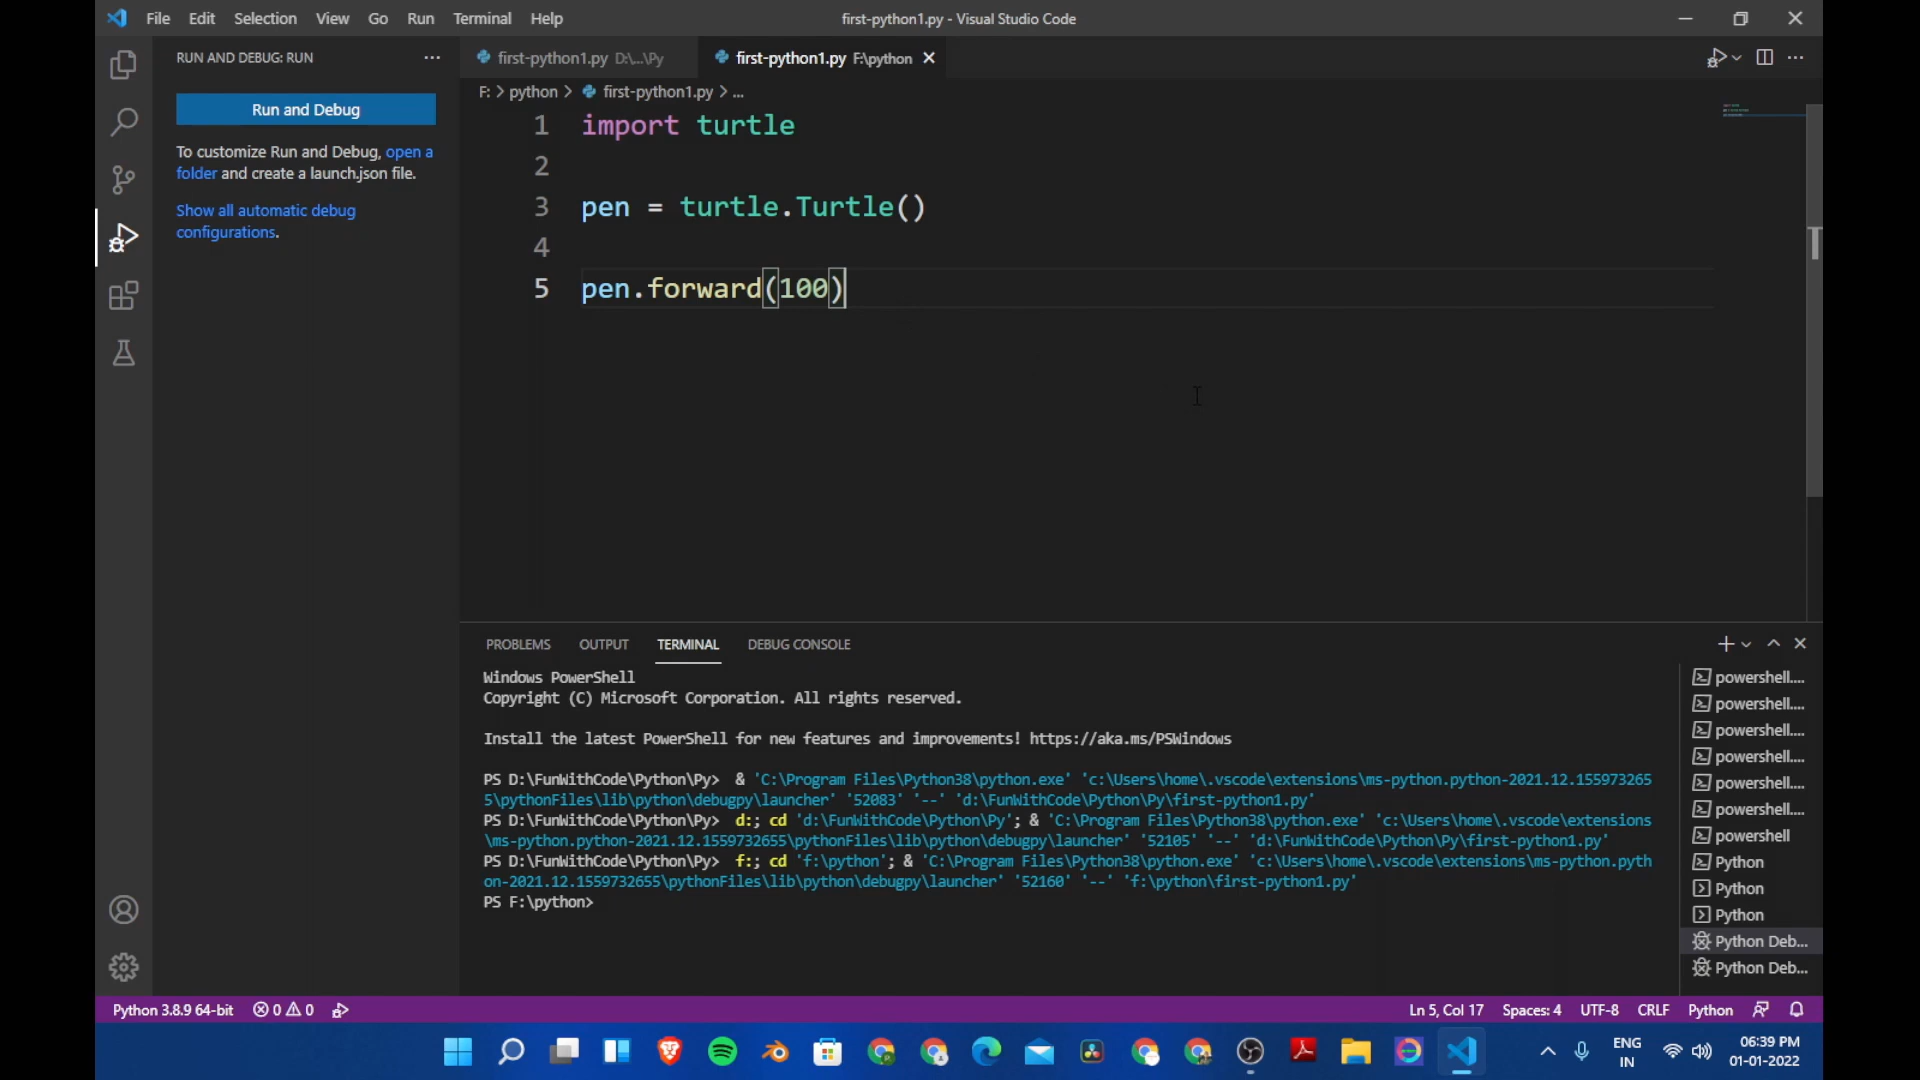 File Edit Selection View Go Run Terminal Help
first-python1.py - Visual Studio Code
RUN AND DEBUG: RUN
first-python1.py D:\...\Py
first-python1.py F:\python
Run and Debug
F: > python > first-python1.py > ...
To customize Run and Debug, open a
folder and create a launch.json file.
Show all automatic debug
configurations.
1 import turtle
2
3 pen = turtle.Turtle()
4
5 pen.forward(100)
PROBLEMS OUTPUT TERMINAL DEBUG CONSOLE
Windows PowerShell
Copyright (C) Microsoft Corporation. All rights reserved.
Install the latest PowerShell for new features and improvements! https://aka.ms/PSWindows
PS D:\FunWithCode\Python\Py>  & 'C:\Program Files\Python38\python.exe' 'c:\Users\home\.vscode\extensions\ms-python.python-2021.12.155973265
5\pythonFiles\lib\python\debugpy\launcher' '52083' '--' 'd:\FunWithCode\Python\Py\first-python1.py'
PS D:\FunWithCode\Python\Py>  d:; cd 'd:\FunWithCode\Python\Py'; & 'C:\Program Files\Python38\python.exe' 'c:\Users\home\.vscode\extensions
\ms-python.python-2021.12.1559732655\pythonFiles\lib\python\debugpy\launcher' '52105' '--' 'd:\FunWithCode\Python\Py\first-python1.py'
PS D:\FunWithCode\Python\Py>  f:; cd 'f:\python'; & 'C:\Program Files\Python38\python.exe' 'c:\Users\home\.vscode\extensions\ms-python.pyth
on-2021.12.1559732655\pythonFiles\lib\python\debugpy\launcher' '52160' '--' 'f:\python\first-python1.py'
PS F:\python>
powershell....
powershell....
powershell....
powershell....
powershell....
powershell....
powershell
Python
Python
Python
Python Deb...
Python Deb...
Python 3.8.9 64-bit 0 0
Ln 5, Col 17 Spaces: 4 UTF-8 CRLF Python
ENG
IN
06:39 PM
01-01-2022